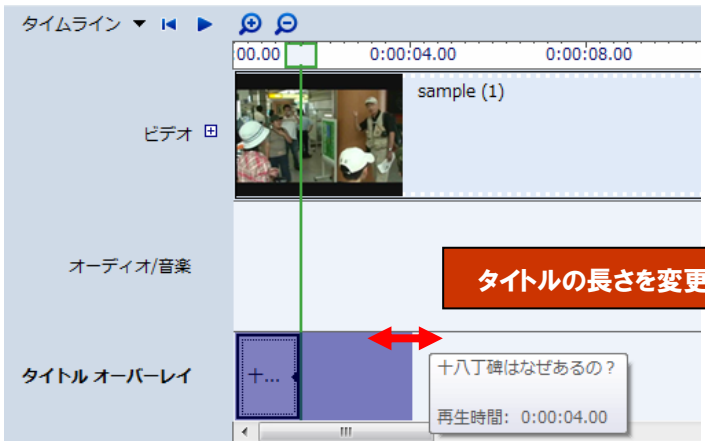 タイムライン
:00.00 0:00:04.00 0:00:08.00
sample (1)
ビデオ
オーディオ/音楽
タイトルの長さを変更
タイトル オーバーレイ
十...
十八丁碑はなぜあるの？
再生時間: 0:00:04.00